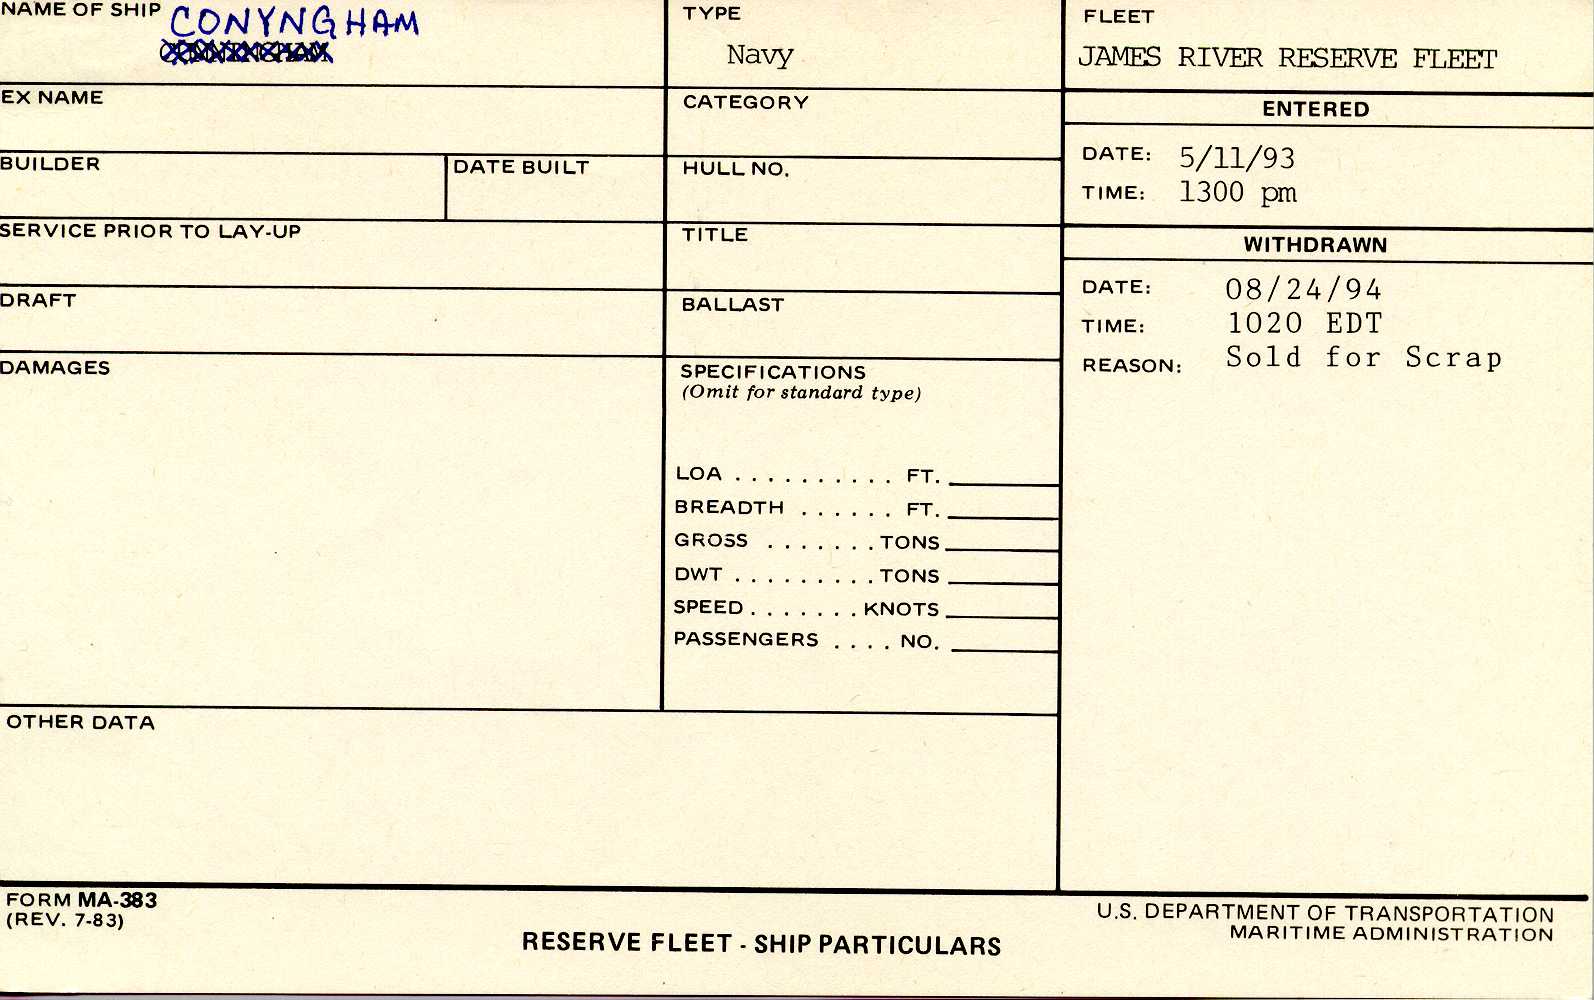 NAME OF SHIP CONYNGHAM
EX NAME
BUILDER
DATE BUILT
SERVICE PRIOR TO LAY-UP
DRAFT
DAMAGES
TYPE
Navy
CATEGORY
HULL NO.
TITLE
BALLAST
SPECIFICATIONS
(Omit for standard type)
LOA . . . . . . . . . . FT.
BREADTH . . . . . . FT.
GROSS . . . . . . . TONS
DWT . . . . . . . . . TONS
SPEED . . . . . . . KNOTS
PASSENGERS . . . . NO.
OTHER DATA
FLEET
JAMES RIVER RESERVE FLEET
ENTERED
DATE: 5/11/93
TIME: 1300 pm
WITHDRAWN
DATE: 08/24/94
TIME: 1020 EDT
REASON: Sold for Scrap
FORM MA-383
(REV. 7-83)
RESERVE FLEET - SHIP PARTICULARS
U.S. DEPARTMENT OF TRANSPORTATION
MARITIME ADMINISTRATION